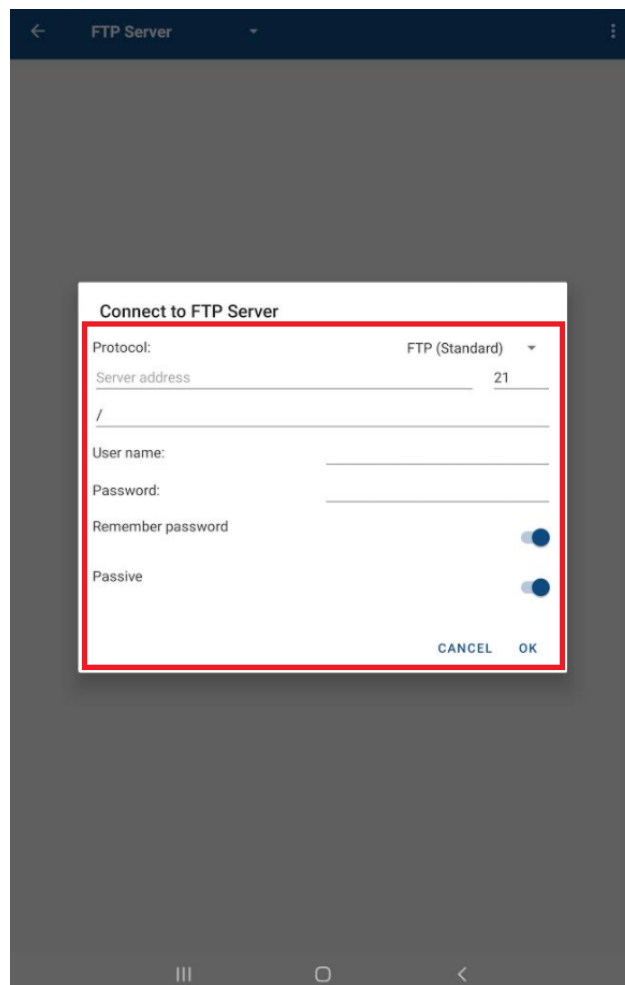 FTP Server
Connect to FTP Server
Protocol: FTP (Standard)
Server address 21
/
User name:
Password:
Remember password
Passive
CANCEL OK